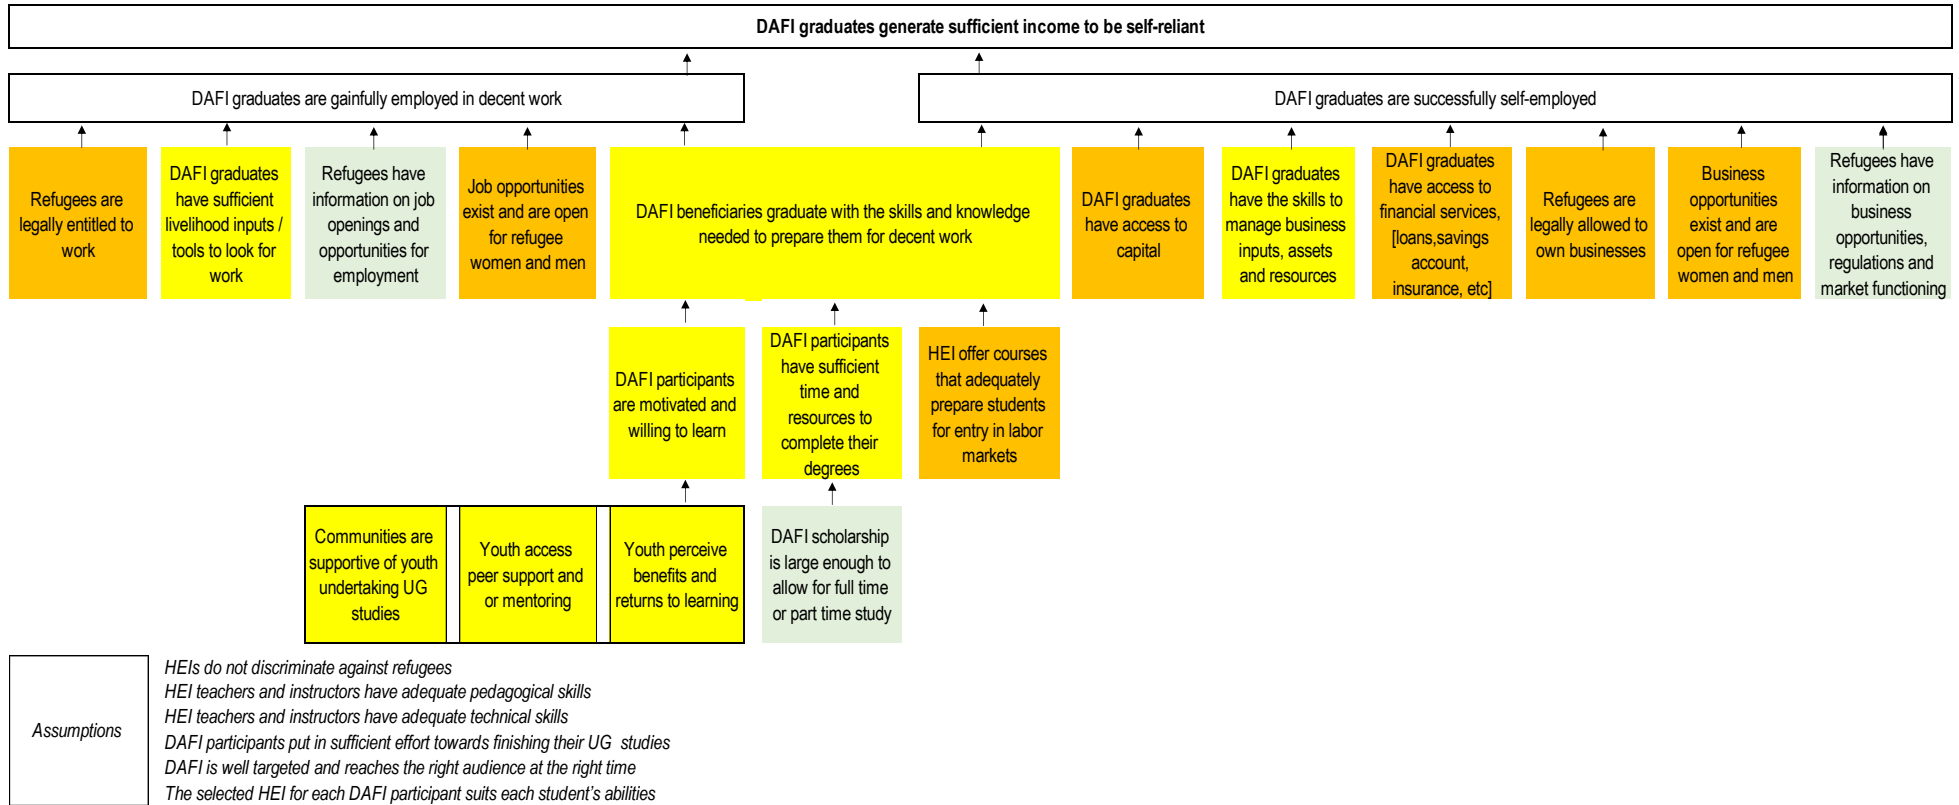 DAFI graduates generate sufficient income to be self-reliant
DAFI graduates are gainfully employed in decent work
DAFI graduates are successfully self-employed
Refugees are
legally entitled to
work
DAFI graduates
have sufficient
livelihood inputs /
tools to look for
work
Refugees have
information on job
openings and
opportunities for
employment
Job opportunities
exist and are open
for refugee
women and men
DAFI beneficiaries graduate with the skills and knowledge
needed to prepare them for decent work
DAFI graduates
have access to
capital
DAFI graduates
have the skills to
manage business
inputs, assets
and resources
DAFI graduates
have access to
financial services,
[loans,savings
account,
insurance, etc]
Refugees are
legally allowed to
own businesses
Business
opportunities
exist and are
open for refugee
women and men
Refugees have
information on
business
opportunities,
regulations and
market functioning
DAFI participants
are motivated and
willing to learn
DAFI participants
have sufficient
time and
resources to
complete their
degrees
HEI offer courses
that adequately
prepare students
for entry in labor
markets
Communities are
supportive of youth
undertaking UG
studies
Youth access
peer support and
or mentoring
Youth perceive
benefits and
returns to learning
DAFI scholarship
is large enough to
allow for full time
or part time study
Assumptions
HEIs do not discriminate against refugees
HEI teachers and instructors have adequate pedagogical skills
HEI teachers and instructors have adequate technical skills
DAFI participants put in sufficient effort towards finishing their UG studies
DAFI is well targeted and reaches the right audience at the right time
The selected HEI for each DAFI participant suits each student's abilities